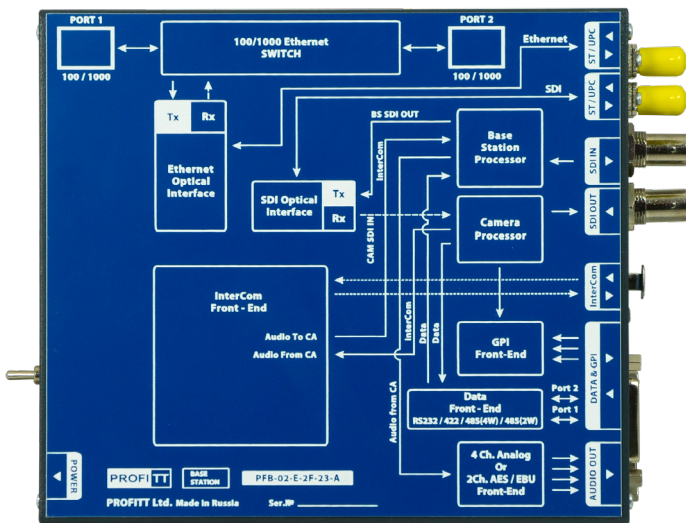 PORT 1
100 / 1000
100/1000 Ethernet
SWITCH
PORT 2
100 / 1000
Ethernet
ST / UPC
SDI
ST / UPC
Tx
Rx
Ethernet
Optical
Interface
BS SDI OUT
InterCom
Base
Station
Processor
SDI IN
SDI Optical
Interface
Tx
Rx
CAM SDI IN
Camera
Processor
SDI OUT
InterCom
Front - End
InterCom
Audio To CA
Audio From CA
InterCom
Data
Data
GPI
Front-End
DATA & GPI
Audio from CA
Data
Front - End
RS232 / 422 / 485(4W) / 485(2W)
Port 2
Port 1
4 Ch. Analog
Or
2Ch. AES / EBU
Front-End
AUDIO OUT
POWER
PROFITT
BASE
STATION
PFB-02-E-2F-23-A
PROFITT Ltd. Made in Russia
Ser.№